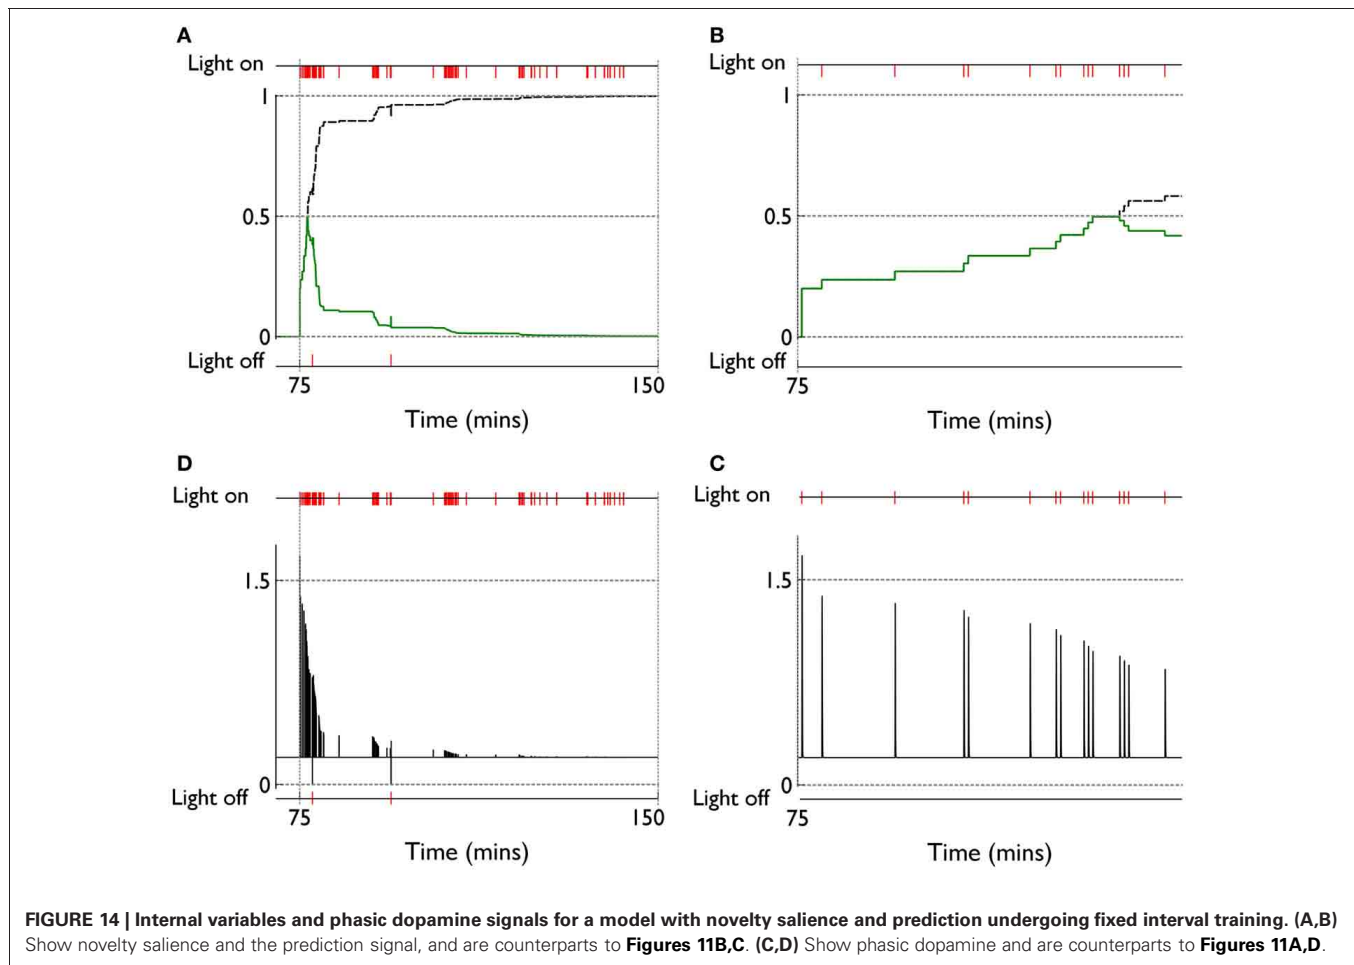 A
Light on
1
0.5
0
Light off
75
150
Time (mins)
B
Light on
1
0.5
0
Light off
75
Time (mins)
D
Light on
1.5
0
Light off
75
150
Time (mins)
C
Light on
1.5
0
Light off
75
Time (mins)
FIGURE 14 | Internal variables and phasic dopamine signals for a model with novelty salience and prediction undergoing fixed interval training. (A,B)
Show novelty salience and the prediction signal, and are counterparts to Figures 11B,C. (C,D) Show phasic dopamine and are counterparts to Figures 11A,D.